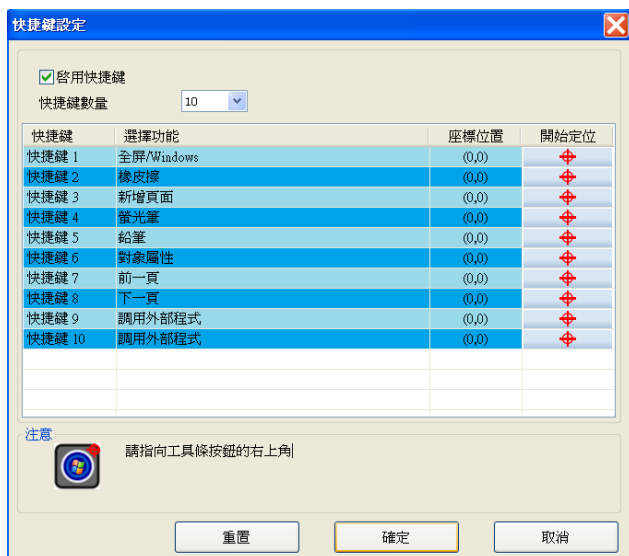 快捷鍵設定
啓用快捷鍵
快捷鍵數量 10
快捷鍵 選擇功能 座標位置 開始定位
快捷鍵 1 全屏/Windows (0,0)
快捷鍵 2 橡皮擦 (0,0)
快捷鍵 3 新增頁面 (0,0)
快捷鍵 4 螢光筆 (0,0)
快捷鍵 5 鉛筆 (0,0)
快捷鍵 6 對象屬性 (0,0)
快捷鍵 7 前一頁 (0,0)
快捷鍵 8 下一頁 (0,0)
快捷鍵 9 調用外部程式 (0,0)
快捷鍵 10 調用外部程式 (0,0)
注意
請指向工具條按鈕的右上角
重置 確定 取消